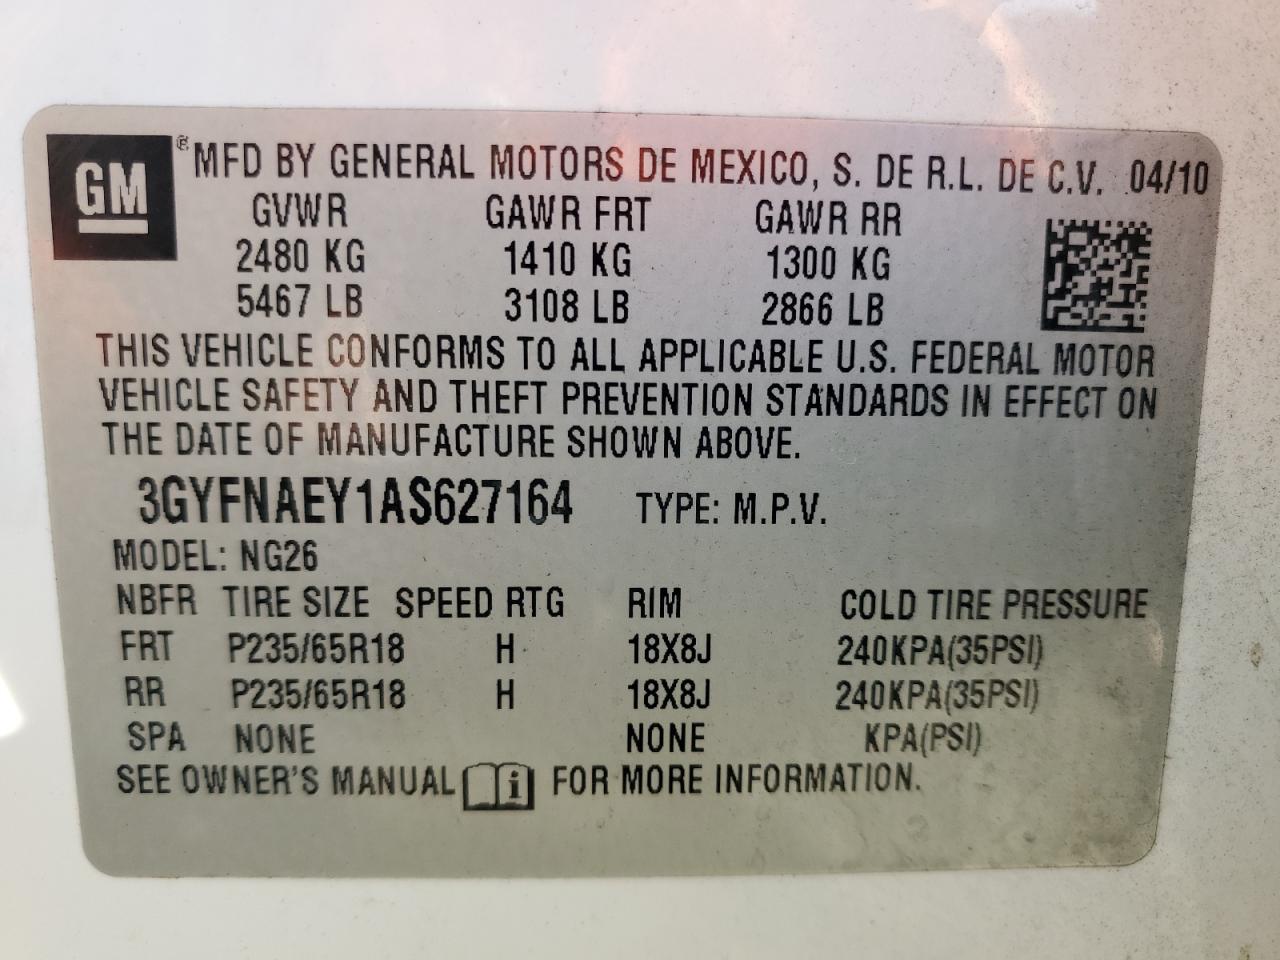 GM ® MFD BY GENERAL MOTORS DE MEXICO, S. DE R.L. DE C.V. 04/10
GVWR GAWR FRT GAWR RR
2480 KG 1410 KG 1300 KG
5467 LB 3108 LB 2866 LB
THIS VEHICLE CONFORMS TO ALL APPLICABLE U.S. FEDERAL MOTOR
VEHICLE SAFETY AND THEFT PREVENTION STANDARDS IN EFFECT ON
THE DATE OF MANUFACTURE SHOWN ABOVE.
3GYFNAEY1AS627164 TYPE: M.P.V.
MODEL: NG26
NBFR TIRE SIZE SPEED RTG RIM COLD TIRE PRESSURE
FRT P235/65R18 H 18X8J 240KPA(35PSI)
RR P235/65R18 H 18X8J 240KPA(35PSI)
SPA NONE NONE KPA(PSI)
SEE OWNER'S MANUAL i FOR MORE INFORMATION.